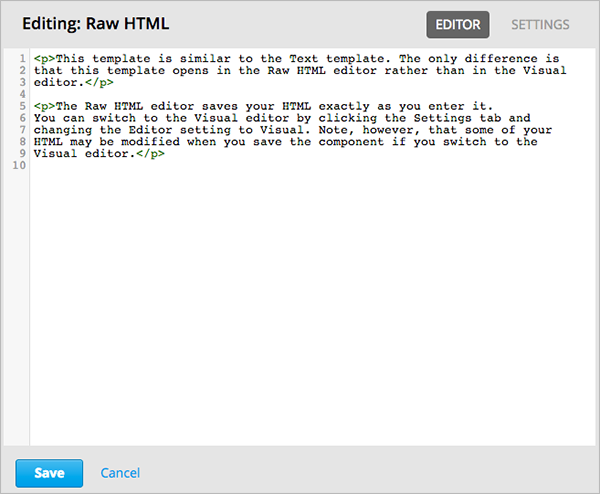 Editing: Raw HTML EDITOR SETTINGS
1 <p>This template is similar to the Text template. The only difference is
2 that this template opens in the Raw HTML editor rather than in the Visual
3 editor.</p>
4
5 <p>The Raw HTML editor saves your HTML exactly as you enter it.
6 You can switch to the Visual editor by clicking the Settings tab and
7 changing the Editor setting to Visual. Note, however, that some of your
8 HTML may be modified when you save the component if you switch to the
9 Visual editor.</p>
10
Save Cancel